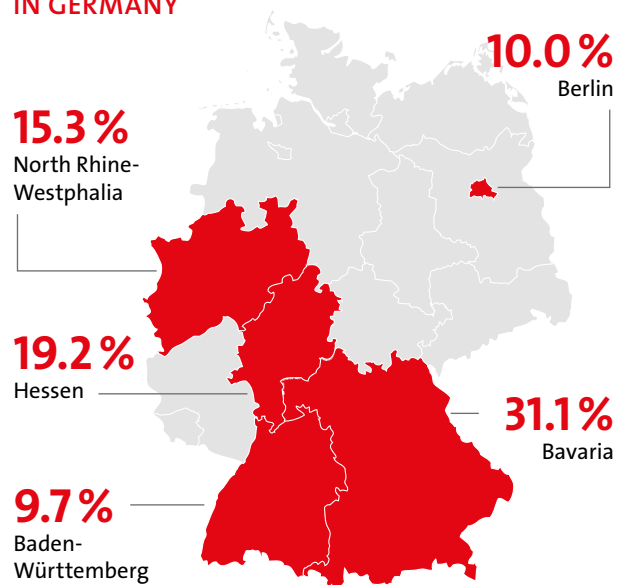 IN GERMANY
10.0 %
Berlin
15.3 %
North Rhine-
Westphalia
19.2 %
Hessen
31.1 %
Bavaria
9.7 %
Baden-
Württemberg